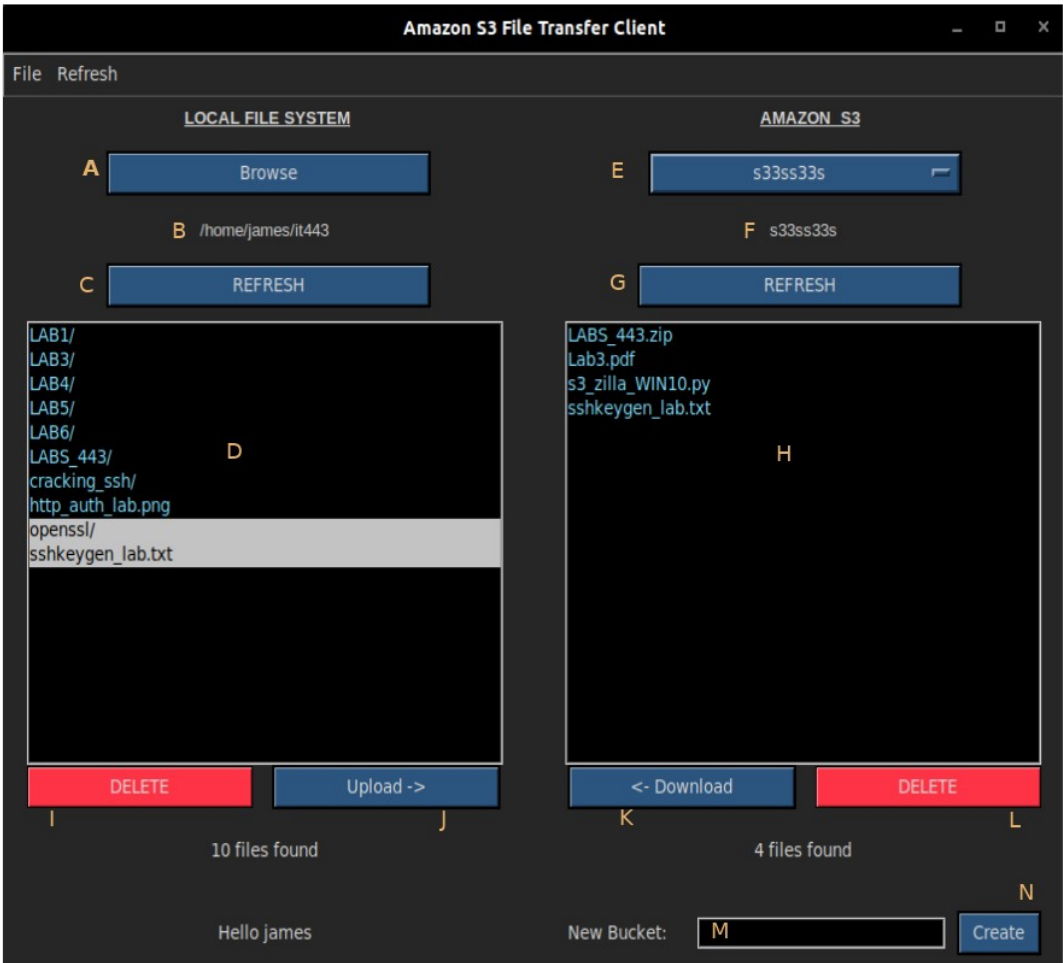 Amazon S3 File Transfer Client
File Refresh
LOCAL FILE SYSTEM
A Browse
B /home/james/it443
C REFRESH
LAB1/
LAB3/
LAB4/
LAB5/
LAB6/
LABS_443/
D
cracking_ssh/
http_auth_lab.png
openssl/
sshkeygen_lab.txt
DELETE Upload ->
I J
10 files found
Hello james
AMAZON S3
E s33ss33s
F s33ss33s
G REFRESH
LABS_443.zip
Lab3.pdf
s3_zilla_WIN10.py
sshkeygen_lab.txt
H
<- Download DELETE
K L
4 files found
N
New Bucket: M Create